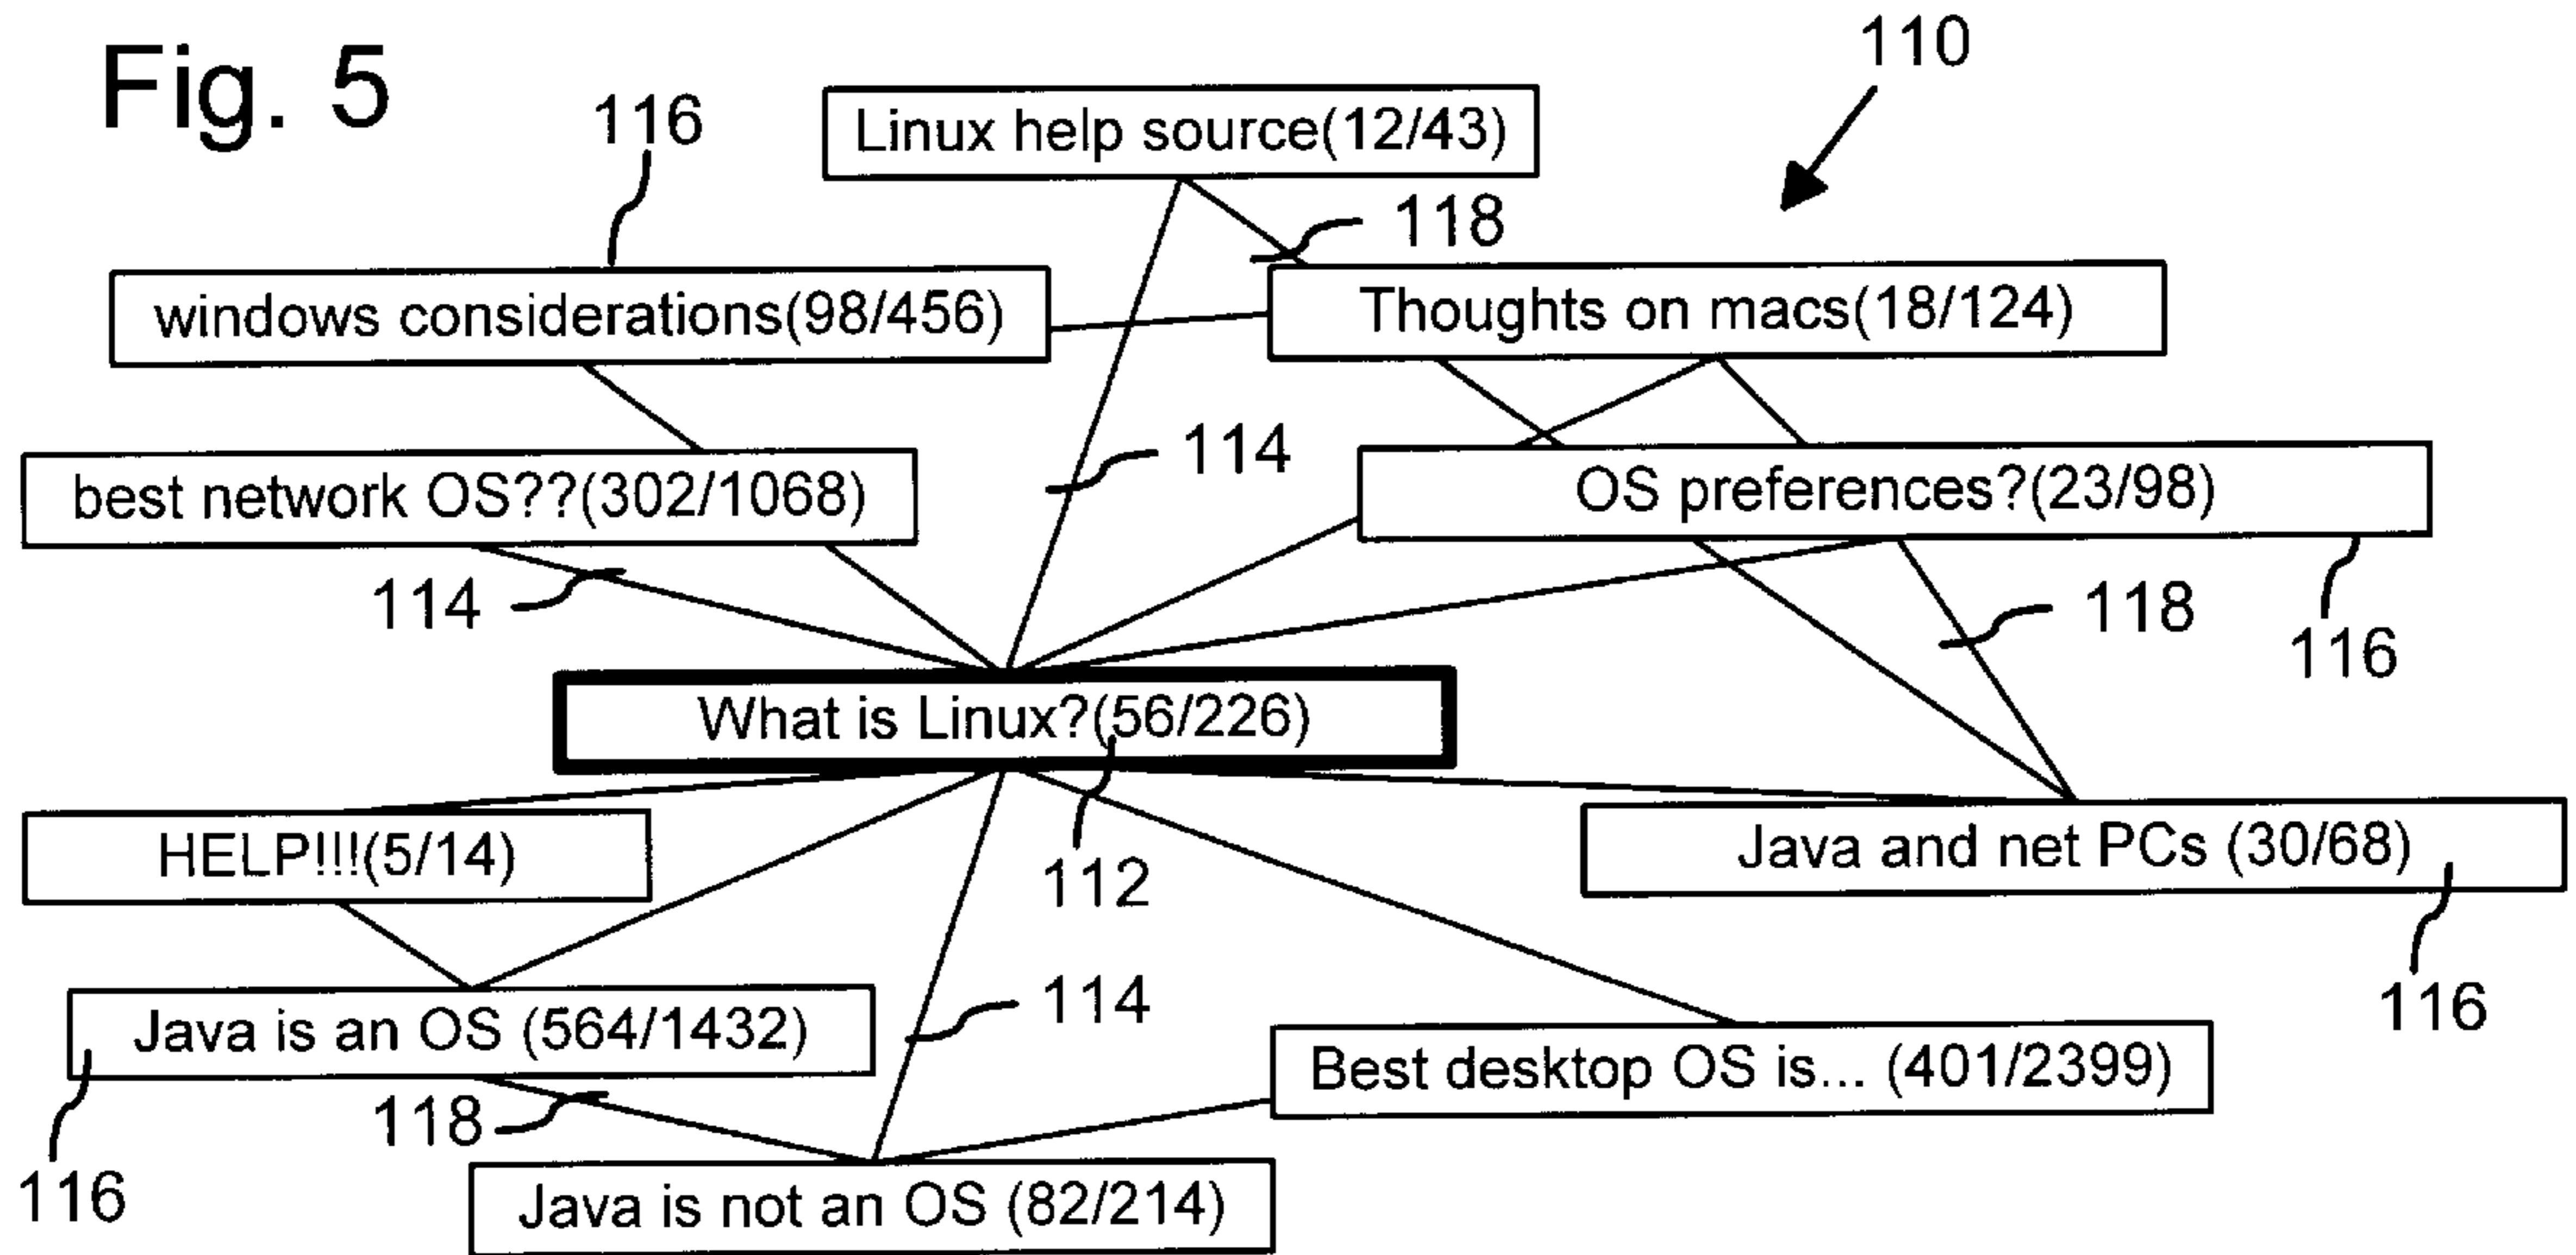 Fig. 5
110
116
Linux help source(12/43)
118
windows considerations(98/456)
Thoughts on macs(18/124)
114
best network OS??(302/1068)
OS preferences?(23/98)
114
118
116
What is Linux?(56/226)
HELP!!!(5/14)
112
Java and net PCs (30/68)
116
Java is an OS (564/1432)
114
Best desktop OS is... (401/2399)
118
116
Java is not an OS (82/214)